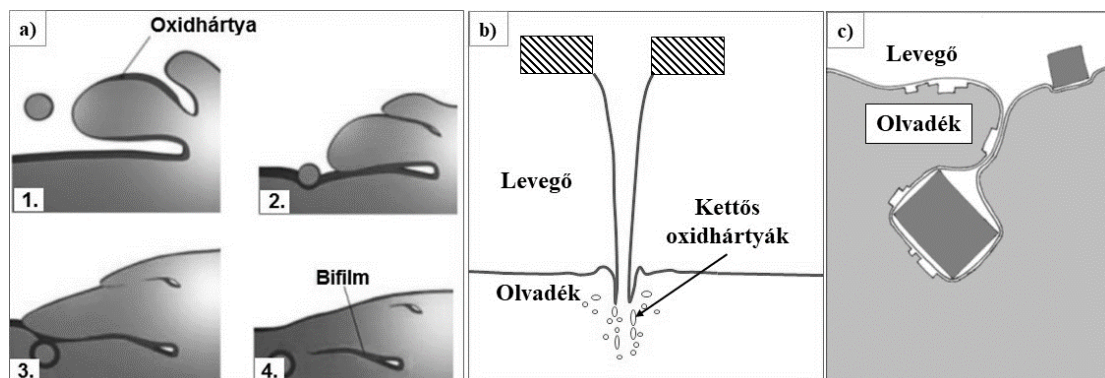 a)
Oxidhártya
1.
2.
3.
Bifilm
4.
b)
Levegő
Kettős
oxidhártyák
Olvadék
c)
Levegő
Olvadék